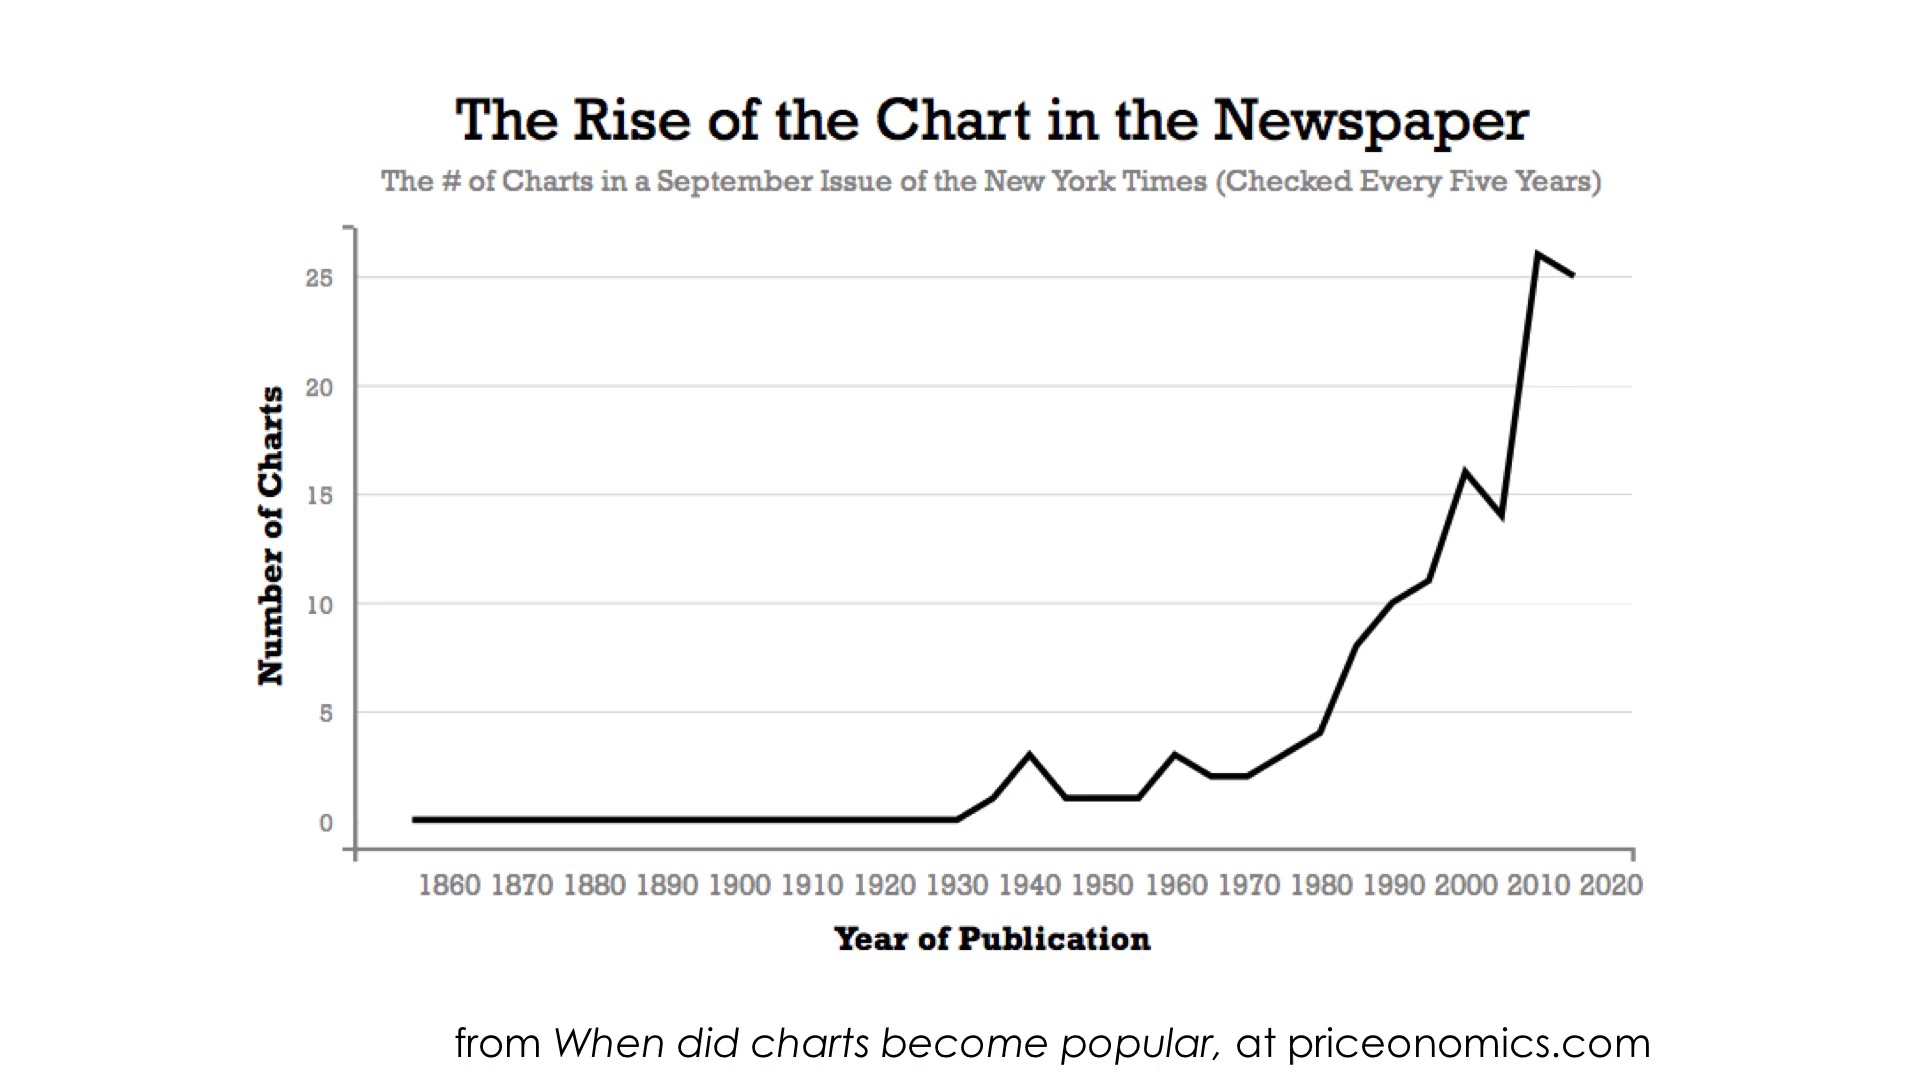 The Rise of the Chart in the Newspaper
The # of Charts in a September Issue of the New York Times (Checked Every Five Years)
Number of Charts
25
20
15
10
5
0
1860 1870 1880 1890 1900 1910 1920 1930 1940 1950 1960 1970 1980 1990 2000 2010 2020
Year of Publication
from When did charts become popular, at priceonomics.com